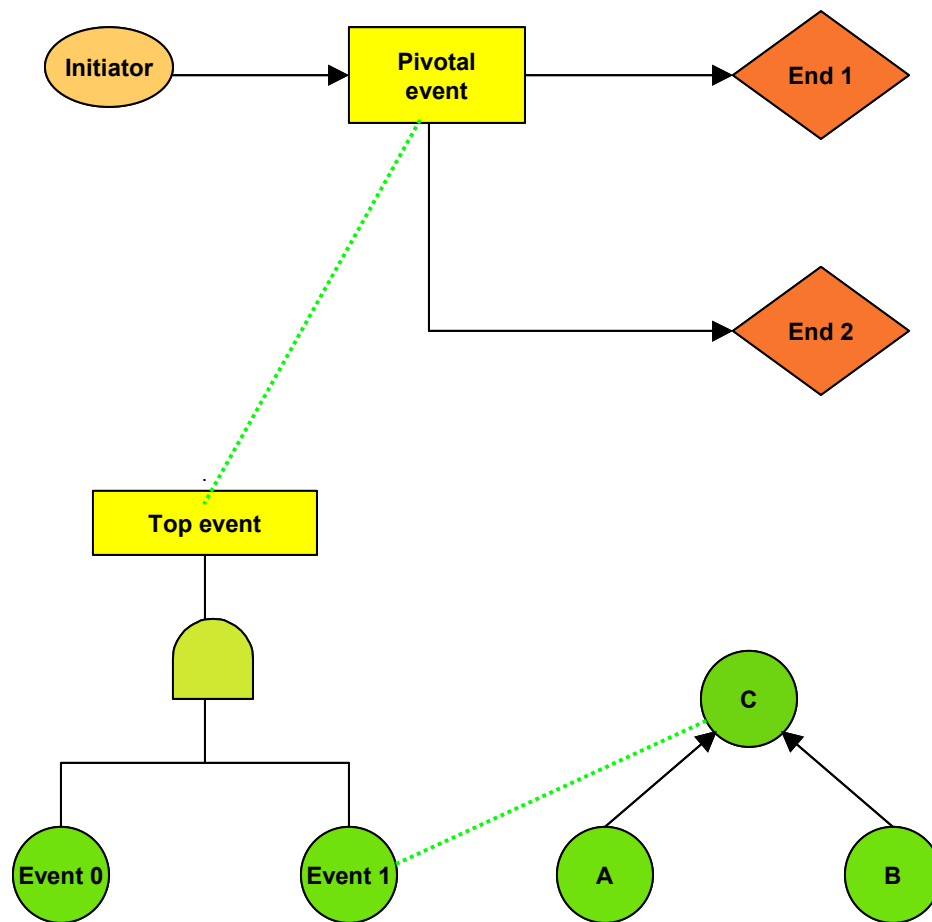 Initiator
Pivotal
event
End 1
End 2
Top event
C
Event 0
Event 1
A
B